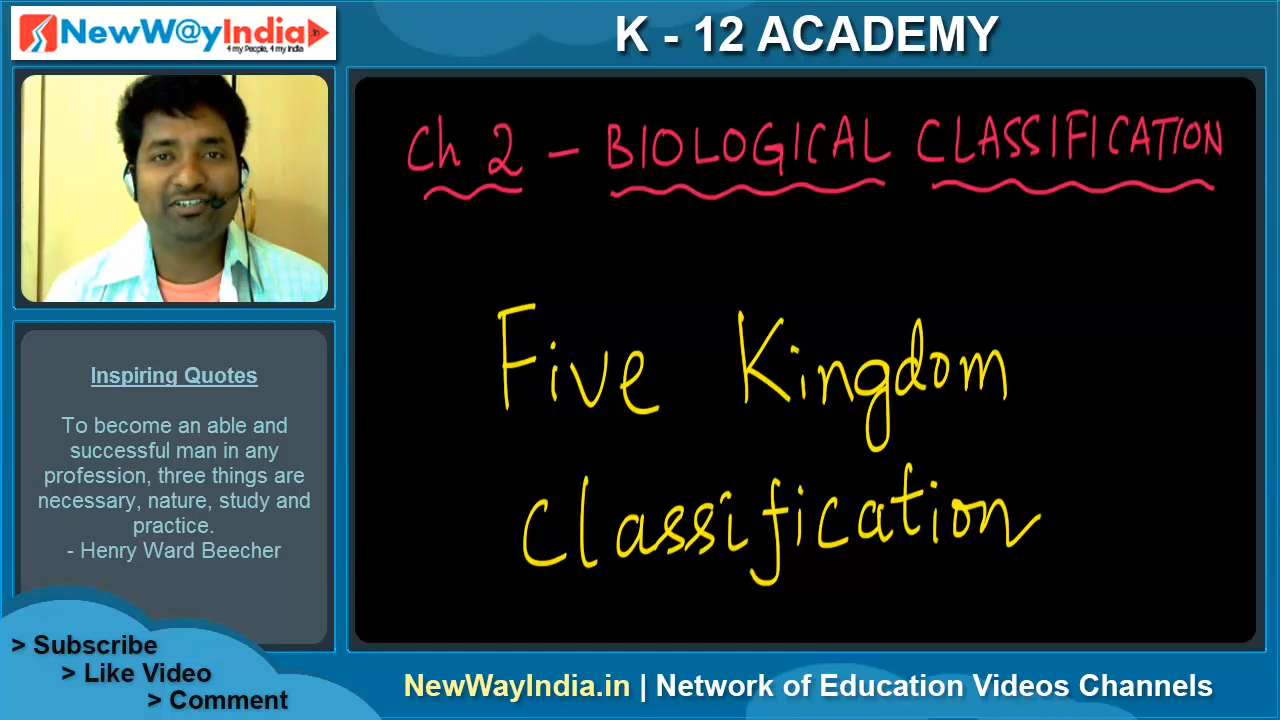 NewW@yIndia.in
4 my People, 4 my India
K - 12 ACADEMY
Ch 2 - BIOLOGICAL CLASSIFICATION
Five Kingdom
Classification
Inspiring Quotes
To become an able and
successful man in any
profession, three things are
necessary, nature, study and
practice.
- Henry Ward Beecher
> Subscribe
> Like Video
> Comment
NewWayIndia.in | Network of Education Videos Channels